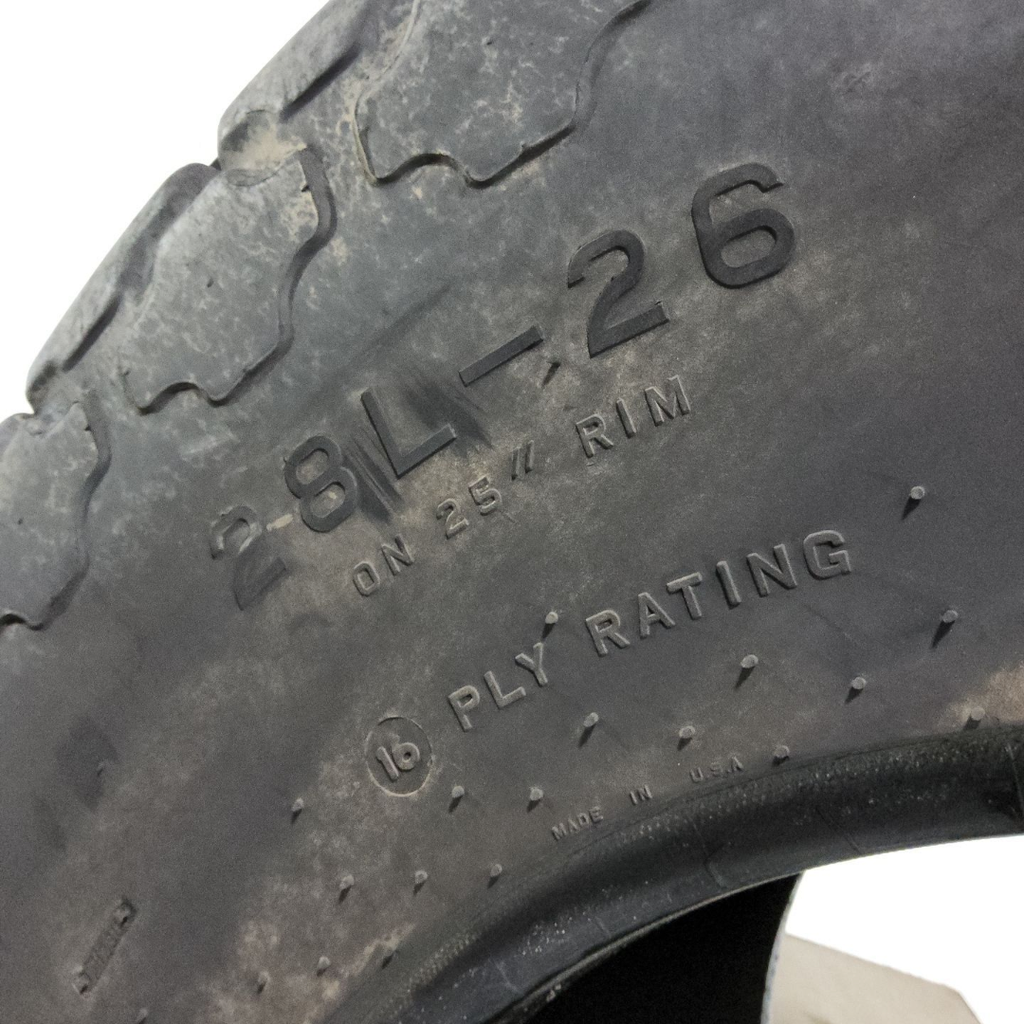 28L-26
ON 25" RIM
16 PLY RATING
MADE IN U.S.A